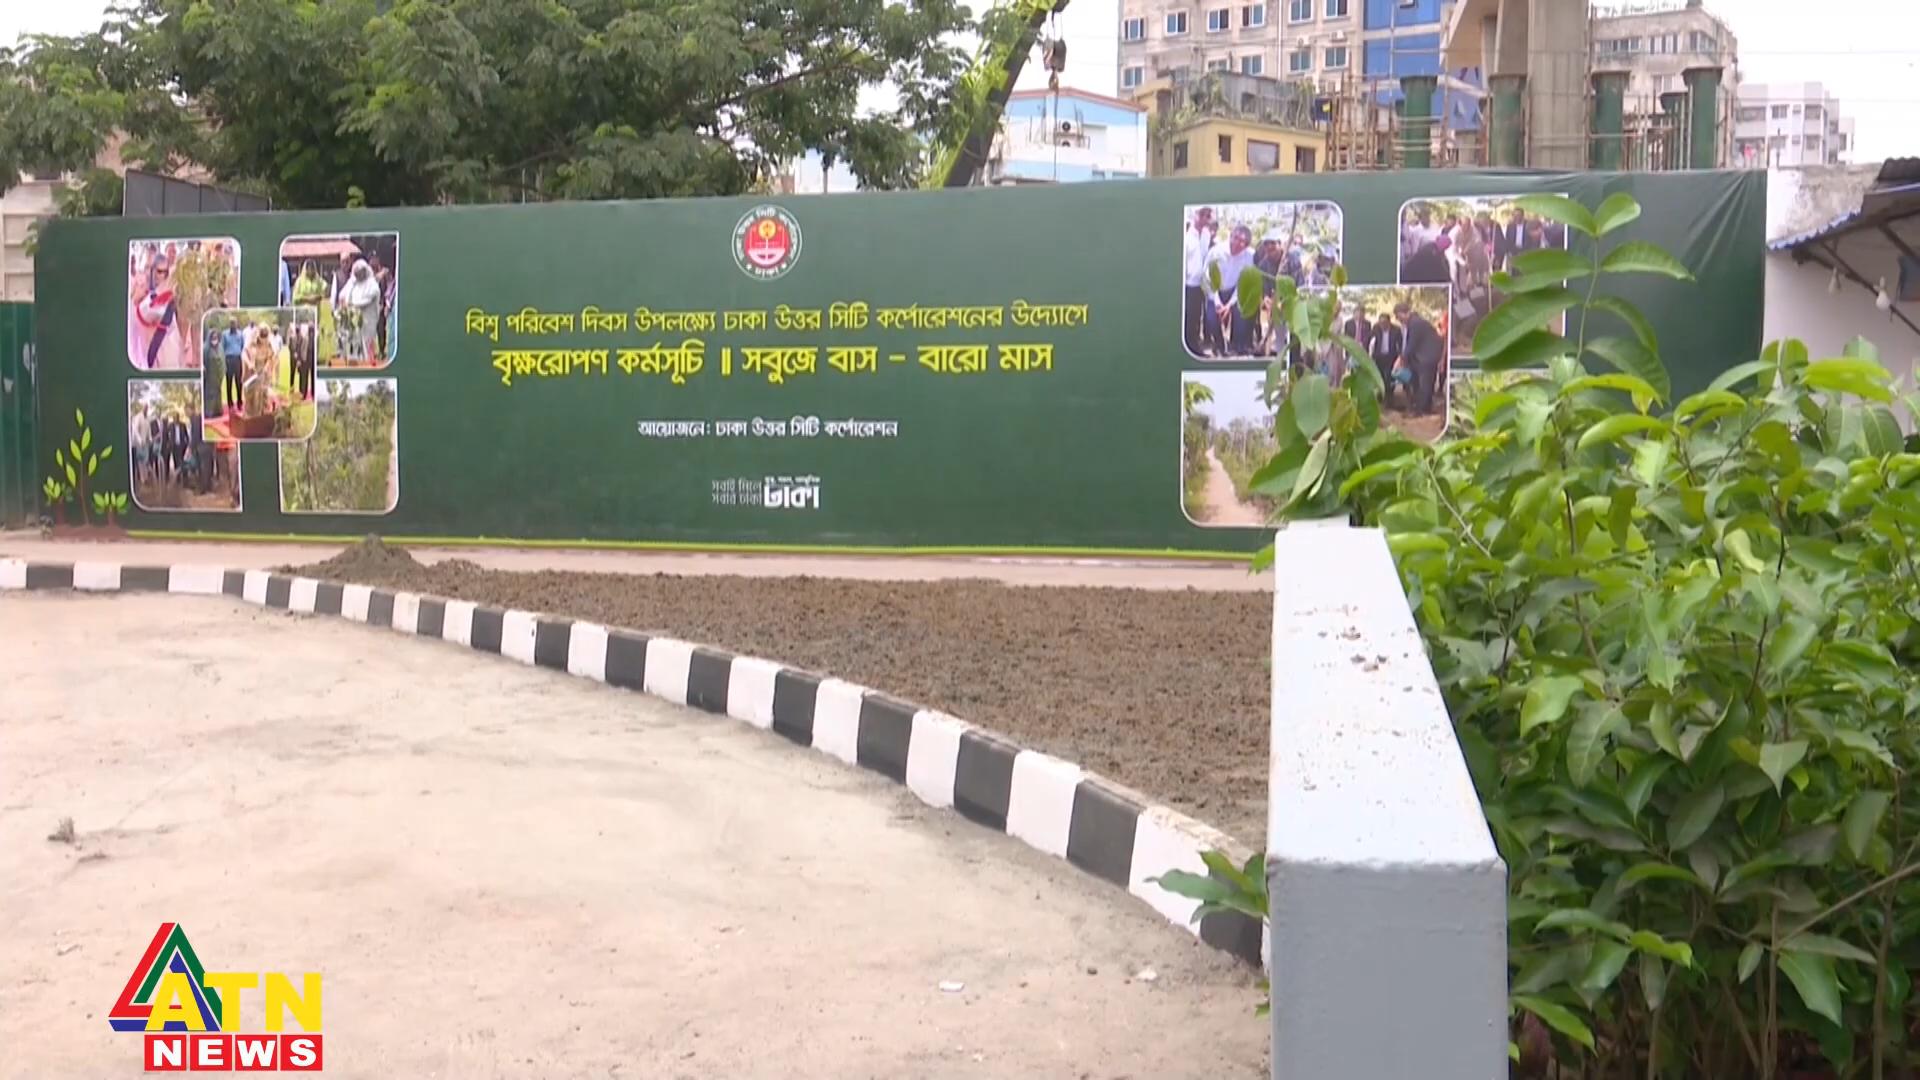 বিশ্ব পরিবেশ দিবস উপলক্ষ্যে ঢাকা উত্তর সিটি কর্পোরেশনের উদ্যোগে
বৃক্ষরোপণ কর্মসূচি ॥ সবুজে বাস - বারো মাস
আয়োজনে: ঢাকা উত্তর সিটি কর্পোরেশন
সবাই মিলে
সবার ঢাকা
ঢাকা
ATN
NEWS